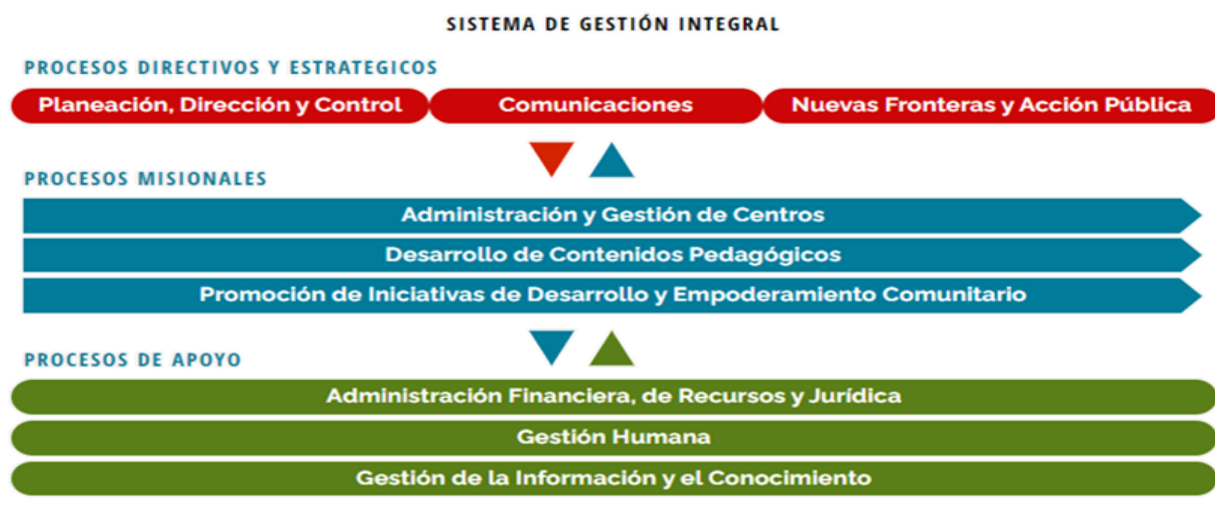 SISTEMA DE GESTIÓN INTEGRAL
PROCESOS DIRECTIVOS Y ESTRATEGICOS
Planeación, Dirección y Control
Comunicaciones
Nuevas Fronteras y Acción Pública
PROCESOS MISIONALES
Administración y Gestión de Centros
Desarrollo de Contenidos Pedagógicos
Promoción de Iniciativas de Desarrollo y Empoderamiento Comunitario
PROCESOS DE APOYO
Administración Financiera, de Recursos y Jurídica
Gestión Humana
Gestión de la Información y el Conocimiento